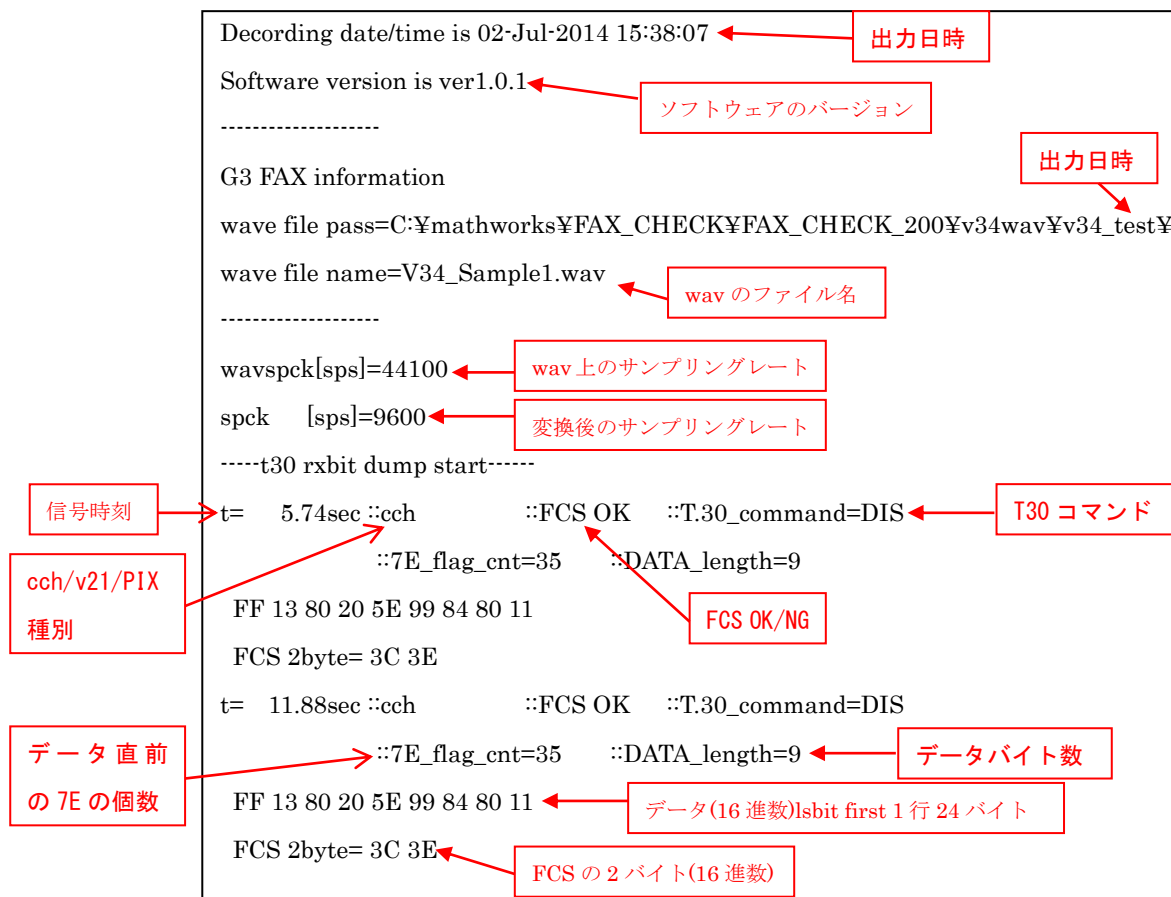 Decording date/time is 02-Jul-2014 15:38:07
出力日時
Software version is ver1.0.1
ソフトウェアのバージョン
--------------------
出力日時
G3 FAX information
wave file pass=C:¥mathworks¥FAX_CHECK¥FAX_CHECK_200¥v34wav¥v34_test¥
wave file name=V34_Sample1.wav
wav のファイル名
--------------------
wavspck[sps]=44100
wav 上のサンプリングレート
spck [sps]=9600
変換後のサンプリングレート
-----t30 rxbit dump start------
信号時刻
t= 5.74sec ::cch ::FCS OK ::T.30_command=DIS
T30 コマンド
::7E_flag_cnt=35 ::DATA_length=9
cch/v21/PIX
種別
FF 13 80 20 5E 99 84 80 11
FCS OK/NG
FCS 2byte= 3C 3E
t= 11.88sec ::cch ::FCS OK ::T.30_command=DIS
データ直前
の 7E の個数
::7E_flag_cnt=35 ::DATA_length=9
データバイト数
FF 13 80 20 5E 99 84 80 11
データ(16 進数)lsbit first 1 行 24 バイト
FCS 2byte= 3C 3E
FCS の 2 バイト(16 進数)